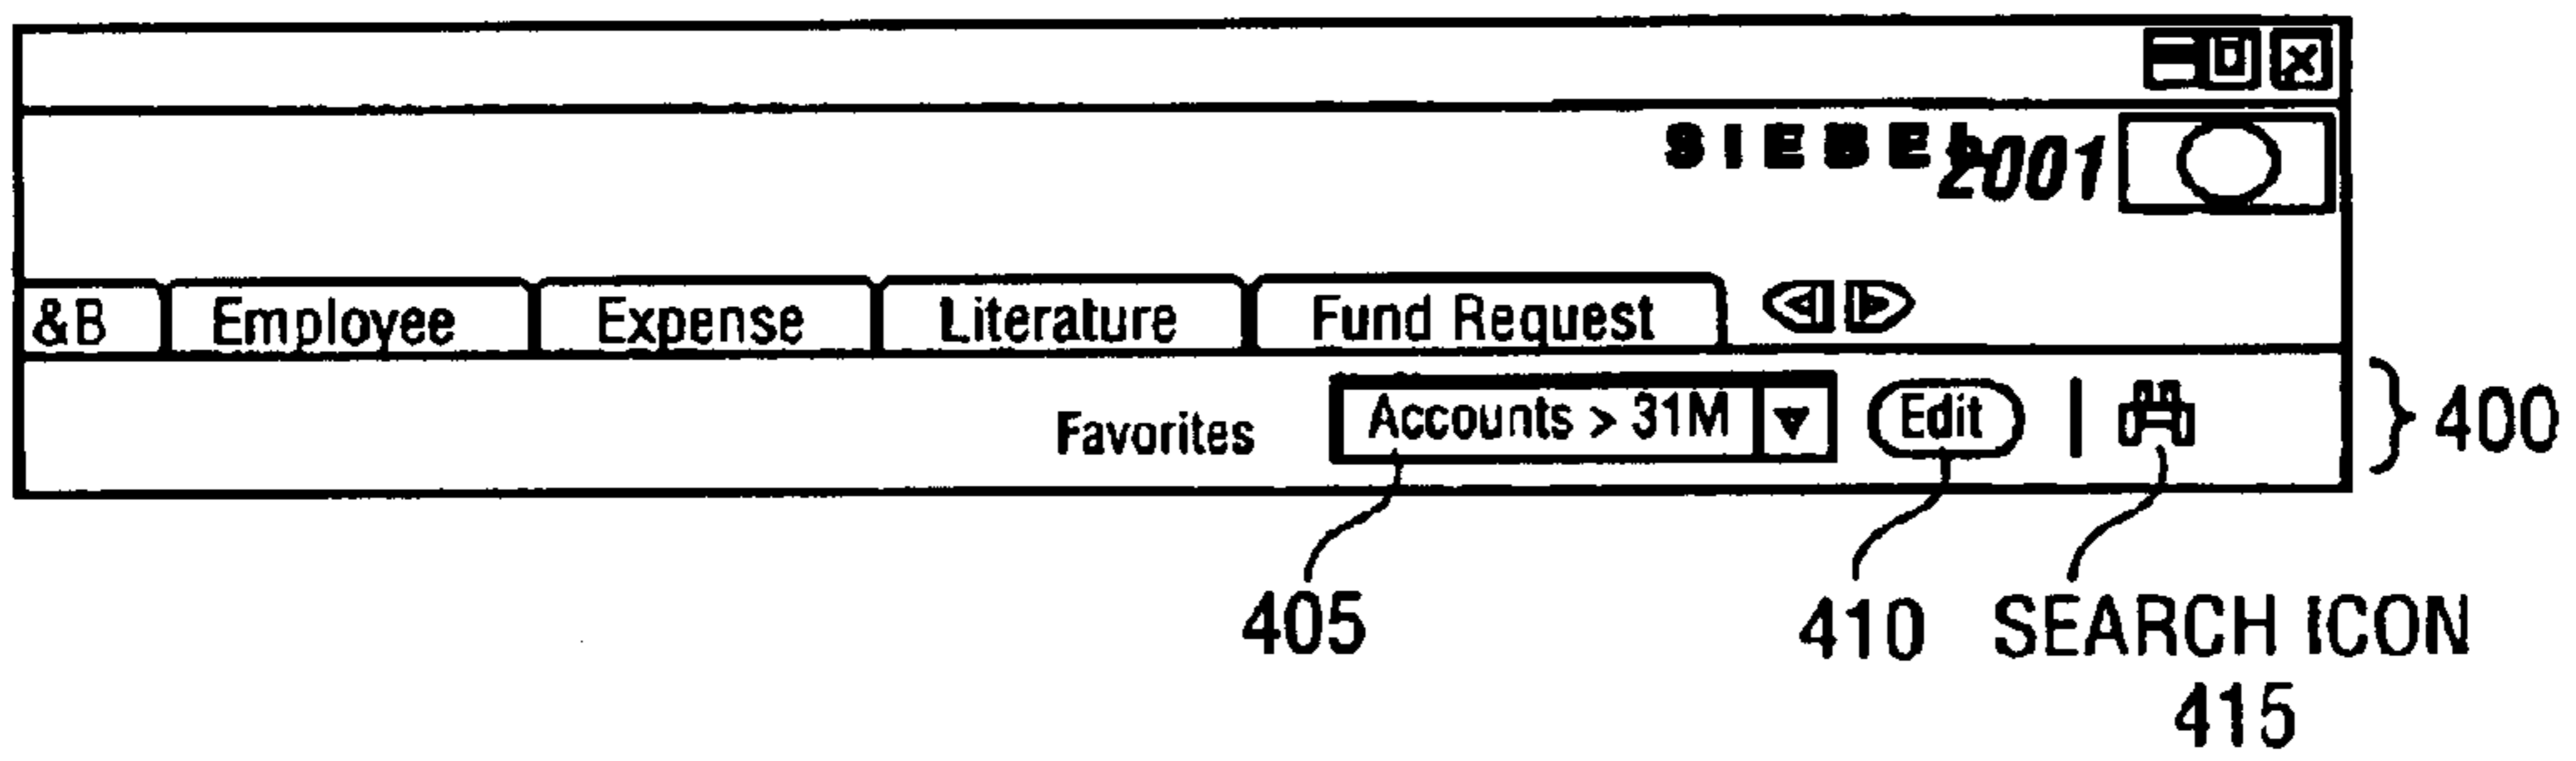 SIEBEL 2001
&B Employee Expense Literature Fund Request
Favorites Accounts > 31M Edit 400
405 410 SEARCH ICON
415